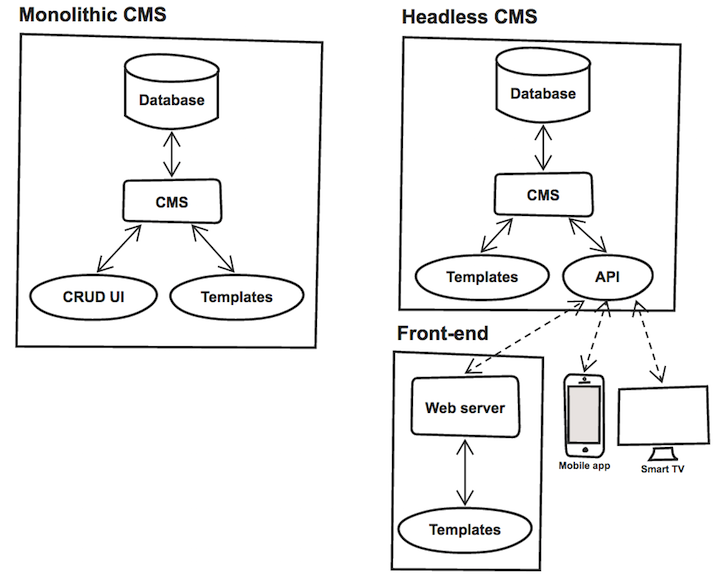 Monolithic CMS
Database
CMS
CRUD UI
Templates
Headless CMS
Database
CMS
Templates
API
Front-end
Web server
Templates
Mobile app
Smart TV